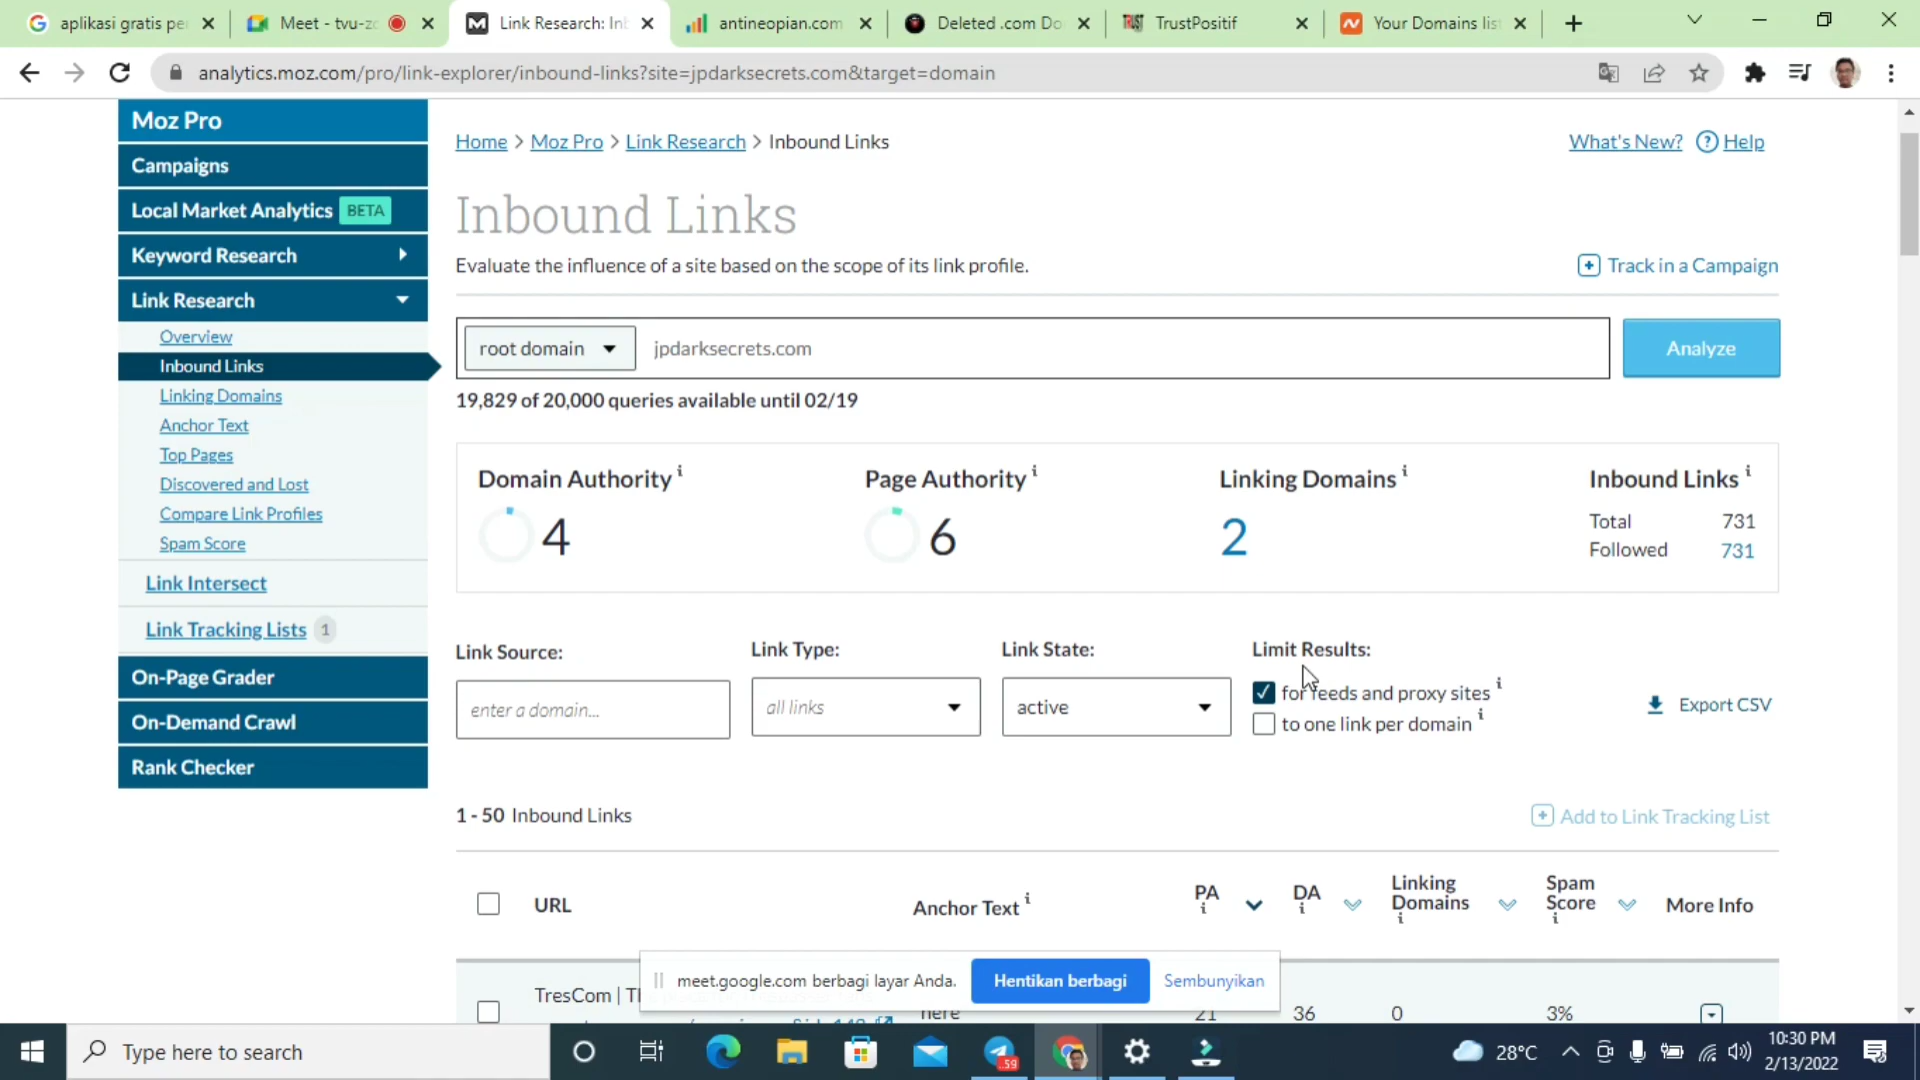 aplikasi gratis pe
Meet - tvu-z
Link Research: In
antineopian.com
Deleted .com Do
TrustPositif
Your Domains lis
analytics.moz.com/pro/link-explorer/inbound-links?site=jpdarksecrets.com&target=domain
Moz Pro
Campaigns
Local Market Analytics BETA
Keyword Research
Link Research
Overview
Inbound Links
Linking Domains
Anchor Text
Top Pages
Discovered and Lost
Compare Link Profiles
Spam Score
Link Intersect
Link Tracking Lists 1
On-Page Grader
On-Demand Crawl
Rank Checker
Home > Moz Pro > Link Research > Inbound Links
What's New? ? Help
Inbound Links
Evaluate the influence of a site based on the scope of its link profile.
Track in a Campaign
root domain jpdarksecrets.com
Analyze
19,829 of 20,000 queries available until 02/19
Domain Authority i
4
Page Authority i
6
Linking Domains i
2
Inbound Links i
Total 731
Followed 731
Link Source:
enter a domain...
Link Type:
all links
Link State:
active
Limit Results:
for feeds and proxy sites i
to one link per domain i
Export CSV
1 - 50 Inbound Links
Add to Link Tracking List
URL
Anchor Text i
PA i
DA i
Linking Domains i
Spam Score i
More Info
TresCom |
here
21
36
0
3%
meet.google.com berbagi layar Anda.
Hentikan berbagi
Sembunyikan
Type here to search
59
28°C
10:30 PM
2/13/2022